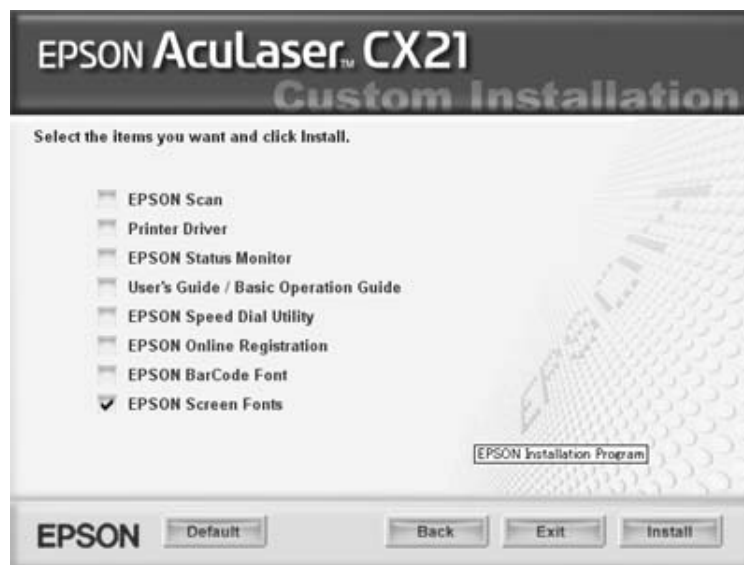 EPSON AcuLaser™ CX21
Custom Installation
Select the items you want and click Install.
EPSON Scan
Printer Driver
EPSON Status Monitor
User's Guide / Basic Operation Guide
EPSON Speed Dial Utility
EPSON Online Registration
EPSON BarCode Font
EPSON Screen Fonts
EPSON
EPSON Installation Program
EPSON Default Back Exit Install